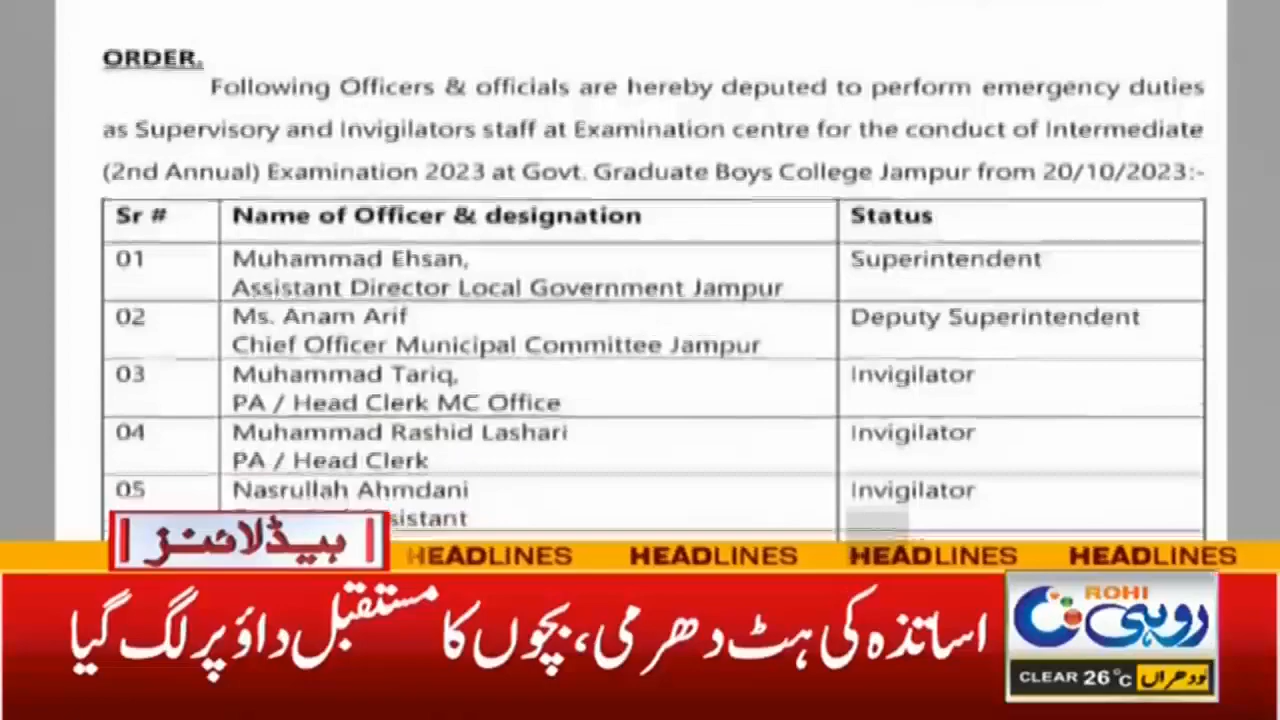 ORDER.
Following Officers & officials are hereby deputed to perform emergency duties
as Supervisory and Invigilators staff at Examination centre for the conduct of Intermediate
(2nd Annual) Examination 2023 at Govt. Graduate Boys College Jampur from 20/10/2023:-
Sr # Name of Officer & designation Status
01 Muhammad Ehsan, Superintendent
Assistant Director Local Government Jampur
02 Ms. Anam Arif Deputy Superintendent
Chief Officer Municipal Committee Jampur
03 Muhammad Tariq, Invigilator
PA / Head Clerk MC Office
04 Muhammad Rashid Lashari Invigilator
PA / Head Clerk
05 Nasrullah Ahmdani Invigilator
sistant
ہیڈلائنز
HEADLINES HEADLINES HEADLINES HEADLINES
اساتذہ کی ہٹ دھرمی، بچوں کا مستقبل داؤ پر لگ گیا
ROHI
روہی
CLEAR 26°C لودھراں